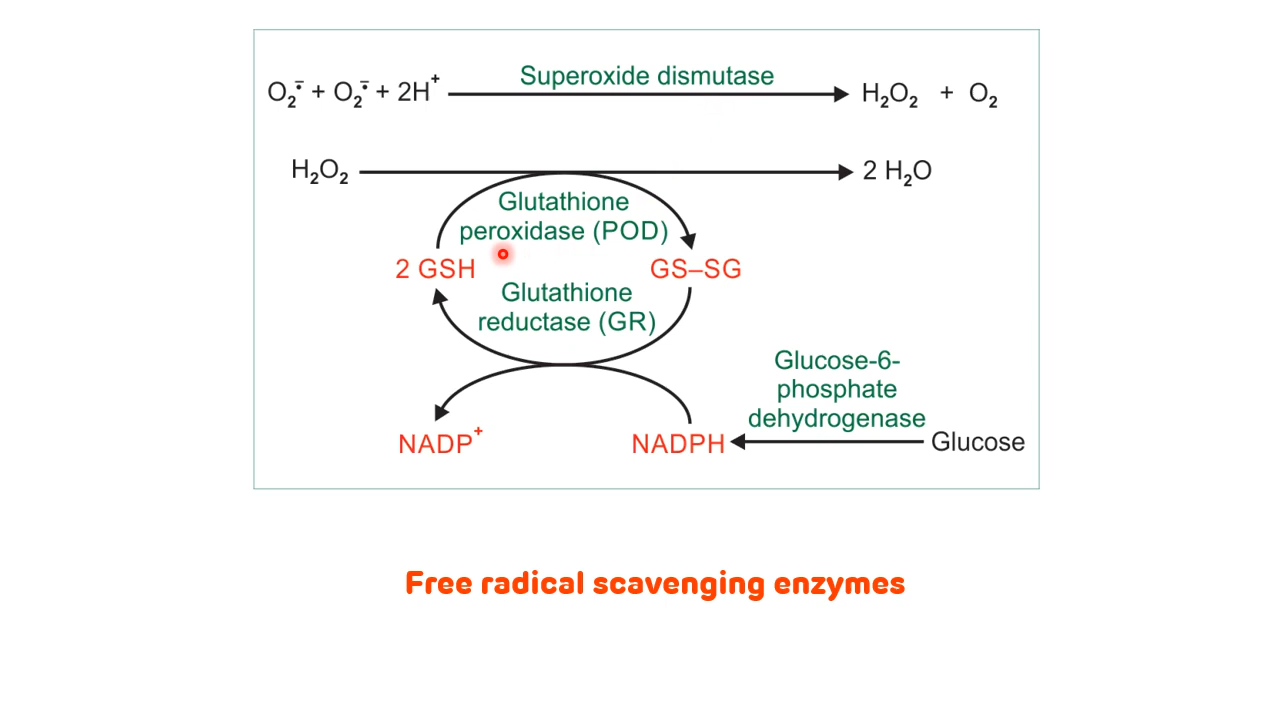 Superoxide dismutase
O₂⁻• + O₂⁻• + 2H⁺ H₂O₂ + O₂
H₂O₂ 2 H₂O
Glutathione
peroxidase (POD)
2 GSH GS–SG
Glutathione
reductase (GR)
Glucose-6-
phosphate
dehydrogenase
NADP⁺ NADPH Glucose
Free radical scavenging enzymes